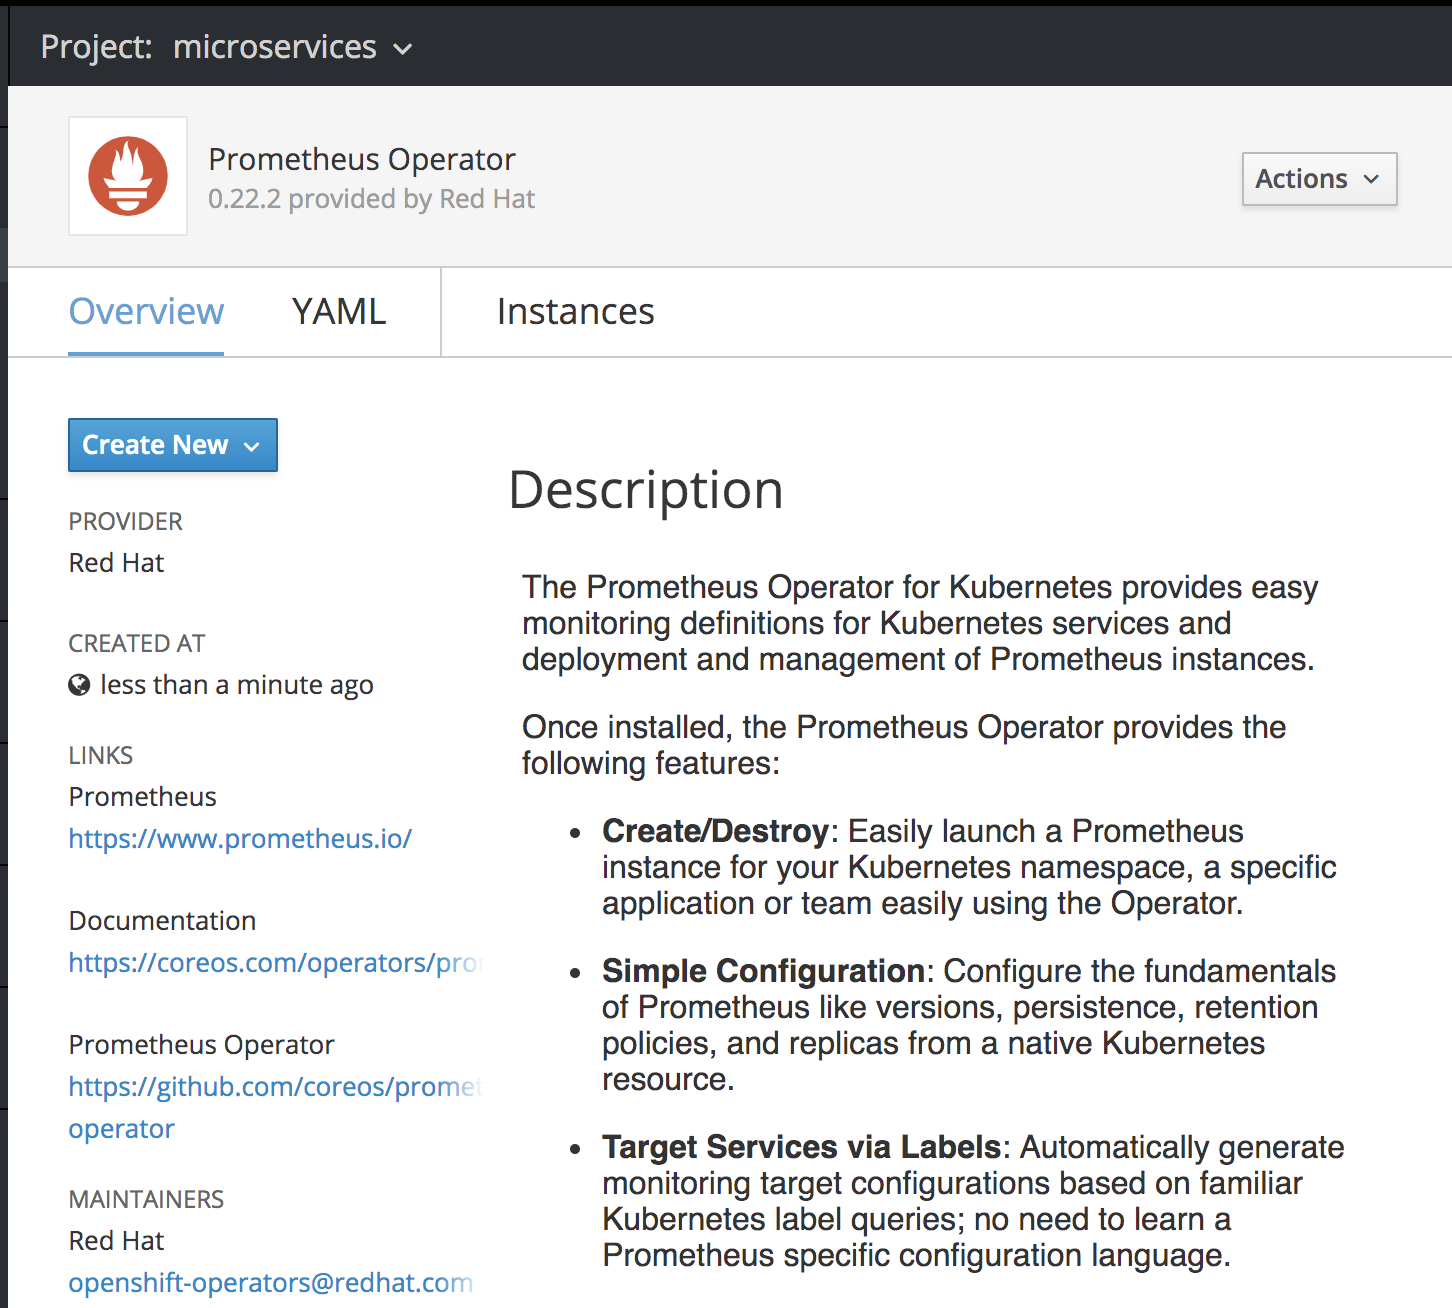 Project: microservices
Prometheus Operator
0.22.2 provided by Red Hat
Actions
Overview YAML Instances
Create New
PROVIDER
Red Hat
CREATED AT
less than a minute ago
LINKS
Prometheus
https://www.prometheus.io/
Documentation
https://coreos.com/operators/pro
Prometheus Operator
https://github.com/coreos/promet
operator
MAINTAINERS
Red Hat
openshift-operators@redhat.com
Description
The Prometheus Operator for Kubernetes provides easy
monitoring definitions for Kubernetes services and
deployment and management of Prometheus instances.
Once installed, the Prometheus Operator provides the
following features:
• Create/Destroy: Easily launch a Prometheus
instance for your Kubernetes namespace, a specific
application or team easily using the Operator.
• Simple Configuration: Configure the fundamentals
of Prometheus like versions, persistence, retention
policies, and replicas from a native Kubernetes
resource.
• Target Services via Labels: Automatically generate
monitoring target configurations based on familiar
Kubernetes label queries; no need to learn a
Prometheus specific configuration language.